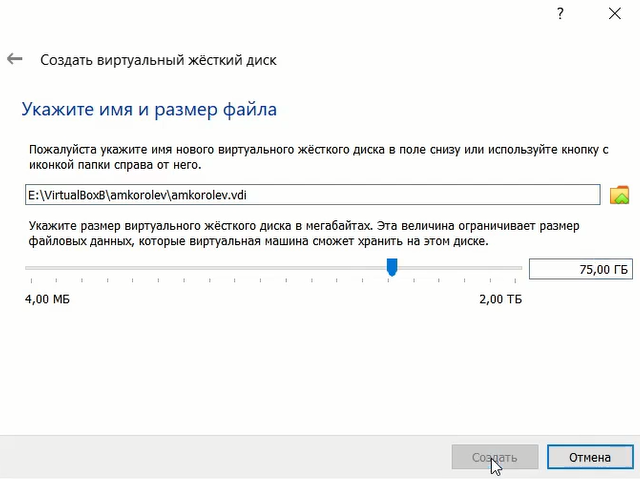 ?
Создать виртуальный жёсткий диск
Укажите имя и размер файла
Пожалуйста укажите имя нового виртуального жёсткого диска в поле снизу или используйте кнопку с
иконкой папки справа от него.
E:\VirtualBoxB\amkorolev\amkorolev.vdi
Укажите размер виртуального жёсткого диска в мегабайтах. Эта величина ограничивает размер
файловых данных, которые виртуальная машина сможет хранить на этом диске.
75,00 ГБ
4,00 МБ 2,00 ТБ
Создать Отмена